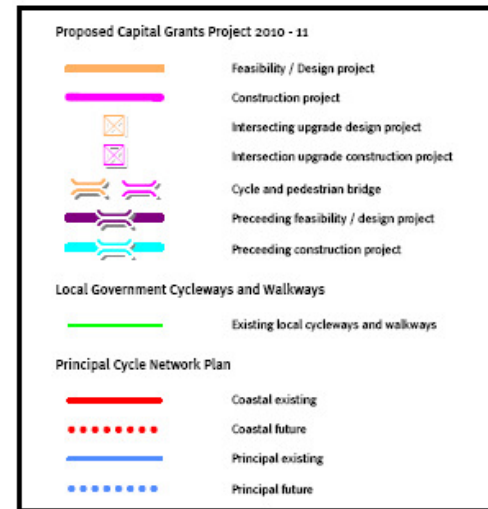 Proposed Capital Grants Project 2010 - 11
Feasibility / Design project
Construction project
Intersecting upgrade design project
Intersection upgrade construction project
Cycle and pedestrian bridge
Preceeding feasibility / design project
Preceeding construction project
Local Government Cycleways and Walkways
Existing local cycleways and walkways
Principal Cycle Network Plan
Coastal existing
Coastal future
Principal existing
Principal future